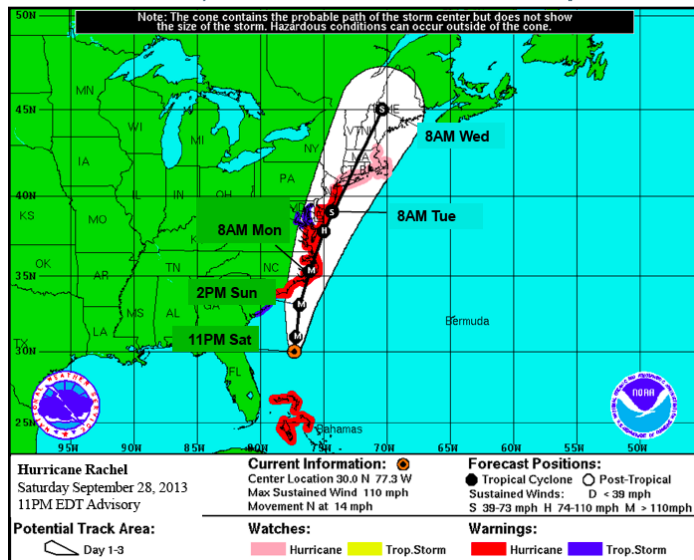 Note: The cone contains the probable path of the storm center but does not show
the size of the storm. Hazardous conditions can occur outside of the cone.
50N
MN
45N
WI
MI
NY
VT NH
MA
8AM Wed
PA
40N
IL
IN
OH
KS
MO
8AM Tue
8AM Mon
OK
TN
NC
35N
AR
2PM Sun
MS
AL
GA
Bermuda
LA
11PM Sat
TX
30N
FL
NOAA
25N
Bahamas
95W
90W
85W
80W
75W
70W
65W
60W
55W
50W
S
S
H
M
M
M
Hurricane Rachel
Saturday September 28, 2013
11PM EDT Advisory
Current Information:
Center Location 30.0 N 77.3 W
Max Sustained Wind 110 mph
Movement N at 14 mph
Forecast Positions:
Tropical Cyclone Post-Tropical
Sustained Winds: D < 39 mph
S 39-73 mph H 74-110 mph M > 110mph
Potential Track Area:
Day 1-3
Watches:
Hurricane Trop.Storm
Warnings:
Hurricane Trop.Storm